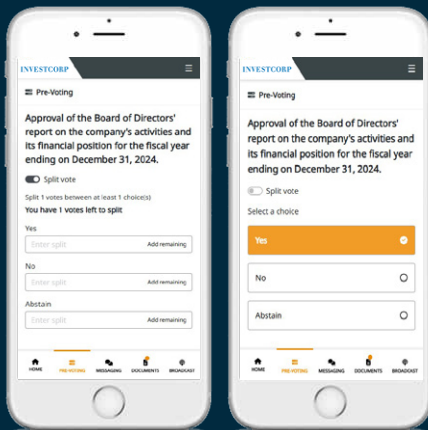 INVESTCORP
Pre-Voting
Approval of the Board of Directors'
report on the company's activities and
its financial position for the fiscal year
ending on December 31, 2024.
Split vote
Split 1 votes between at least 1 choice(s)
You have 1 votes left to split
Yes
Enter split Add remaining
No
Enter split Add remaining
Abstain
Enter split Add remaining
HOME PRE-VOTING MESSAGING DOCUMENTS BROADCAST
INVESTCORP
Pre-Voting
Approval of the Board of Directors'
report on the company's activities and
its financial position for the fiscal year
ending on December 31, 2024.
Split vote
Select a choice
Yes
No
Abstain
HOME PRE-VOTING MESSAGING DOCUMENTS BROADCAST